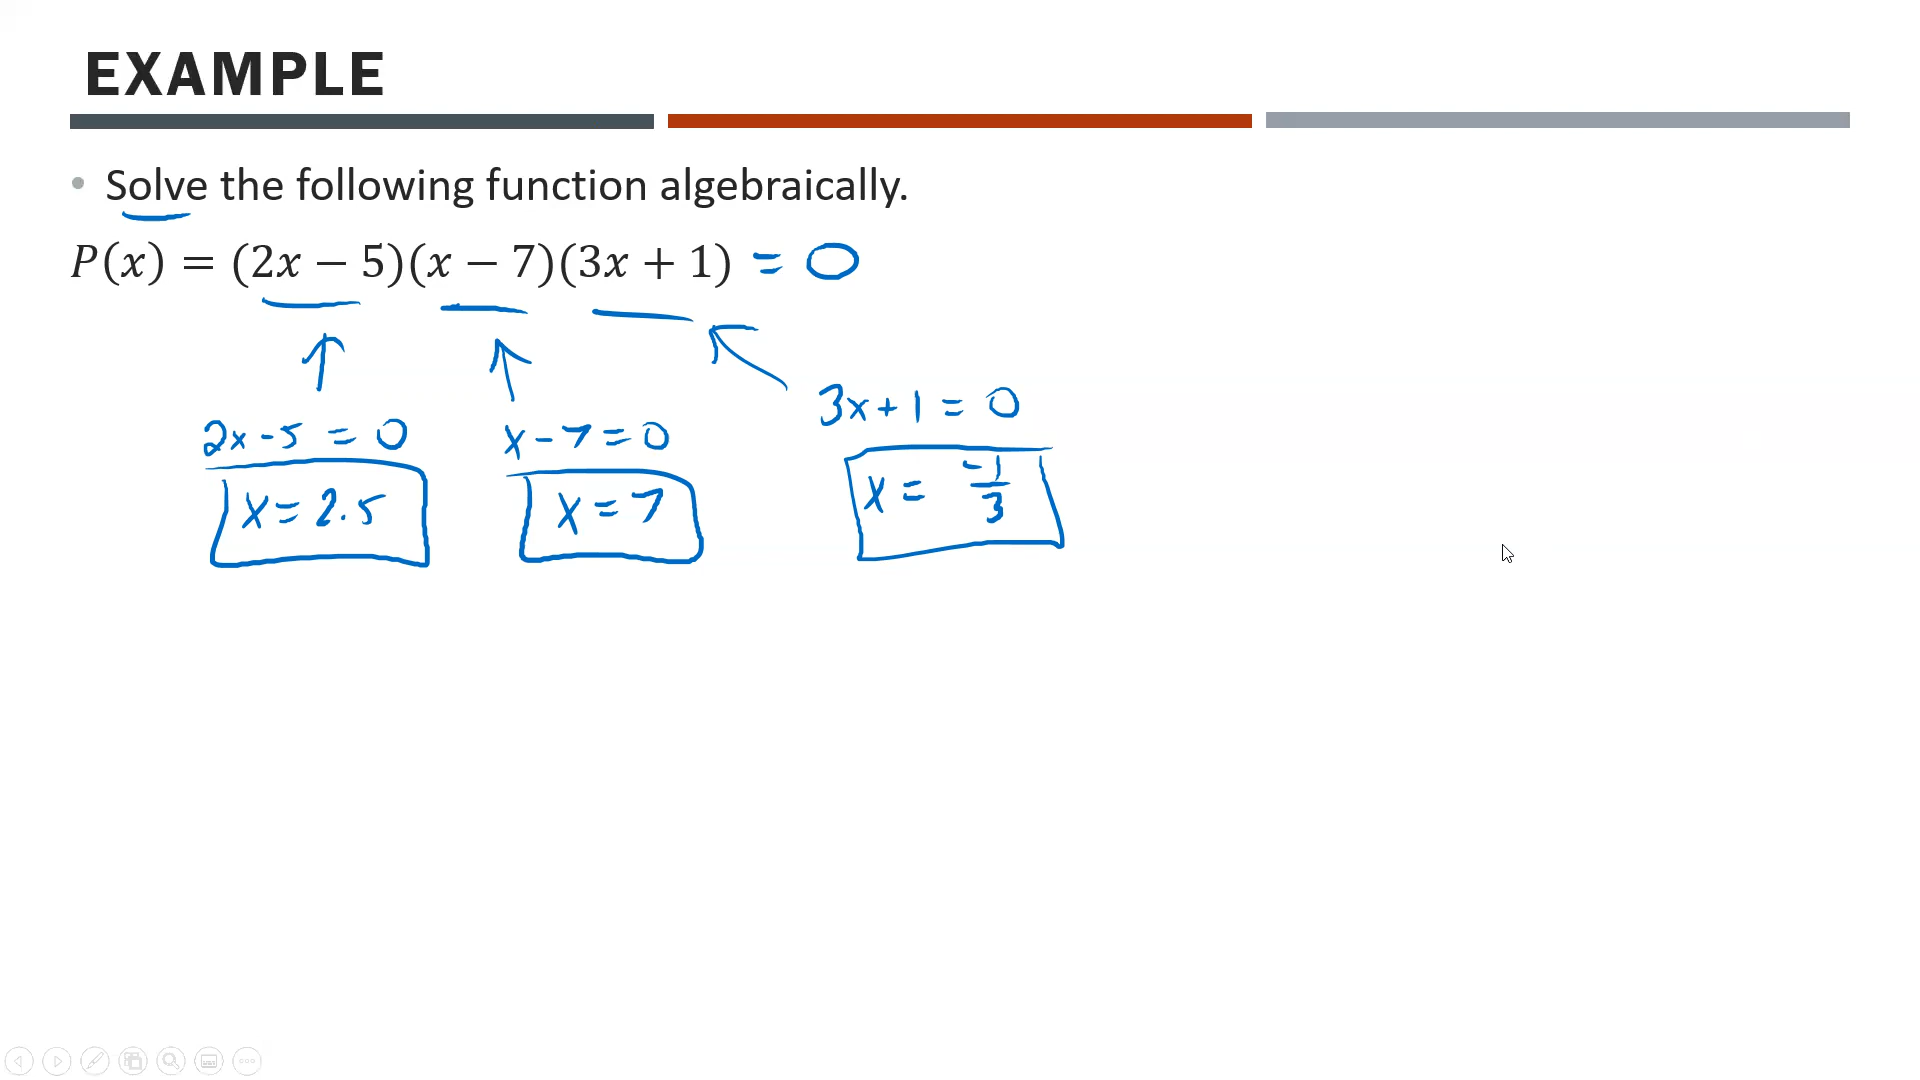 EXAMPLE
• Solve the following function algebraically.
P(x) = (2x − 5)(x − 7)(3x + 1) = 0
3x + 1 = 0
2x - 5 = 0
x - 7 = 0
x = -1/3
x = 2.5
x = 7